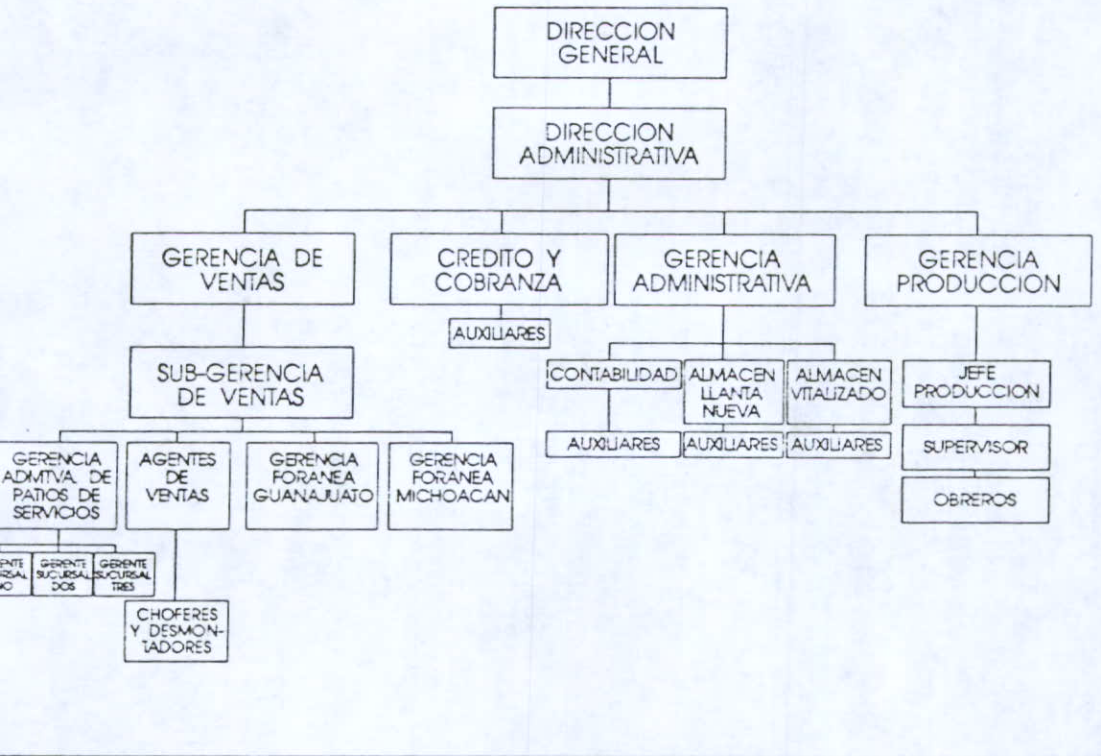 DIRECCION
GENERAL
DIRECCION
ADMINISTRATIVA
GERENCIA DE
VENTAS
CREDITO Y
COBRANZA
GERENCIA
ADMINISTRATIVA
GERENCIA
PRODUCCION
AUXILIARES
SUB-GERENCIA
DE VENTAS
CONTABILIDAD
ALMACEN
LLANTA
NUEVA
ALMACEN
VITALIZADO
JEFE
PRODUCCION
AUXILIARES
AUXILIARES
AUXILIARES
SUPERVISOR
OBREROS
GERENCIA
ADMTVA. DE
PATIOS DE
SERVICIOS
AGENTES
DE
VENTAS
GERENCIA
FORANEA
GUANAJUATO
GERENCIA
FORANEA
MICHOACAN
GERENTE
SUCURSAL
DOS
GERENTE
SUCURSAL
TRES
CHOFERES
Y DESMON-
TADORES